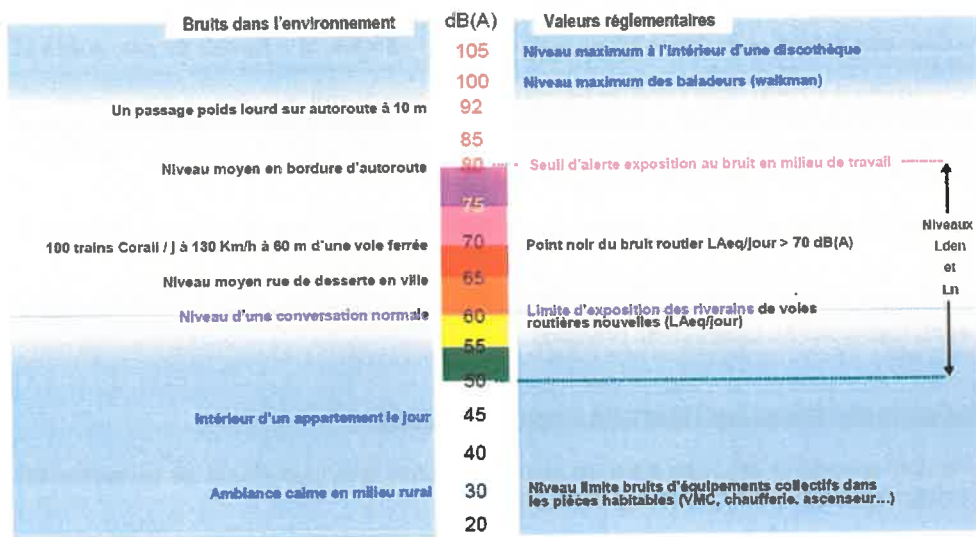 Bruits dans l'environnement dB(A) Valeurs réglementaires
105 Niveau maximum à l'intérieur d'une discothèque
100 Niveau maximum des baladeurs (walkman)
Un passage poids lourd sur autoroute à 10 m 92
85
Niveau moyen en bordure d'autoroute 80 Seuil d'alerte exposition au bruit en milieu de travail
75
Niveaux
Lden
et
Ln
100 trains Corail / j à 130 Km/h à 60 m d'une voie ferrée 70 Point noir du bruit routier LAeq/jour > 70 dB(A)
Niveau moyen rue de desserte en ville 65
Niveau d'une conversation normale 60 Limite d'exposition des riverains de voies
routières nouvelles (LAeq/jour)
55
50
Intérieur d'un appartement le jour 45
40
Ambiance calme en milieu rural 30 Niveau limite bruits d'équipements collectifs dans
les pièces habitables (VMC, chaufferie, ascenseur...)
20